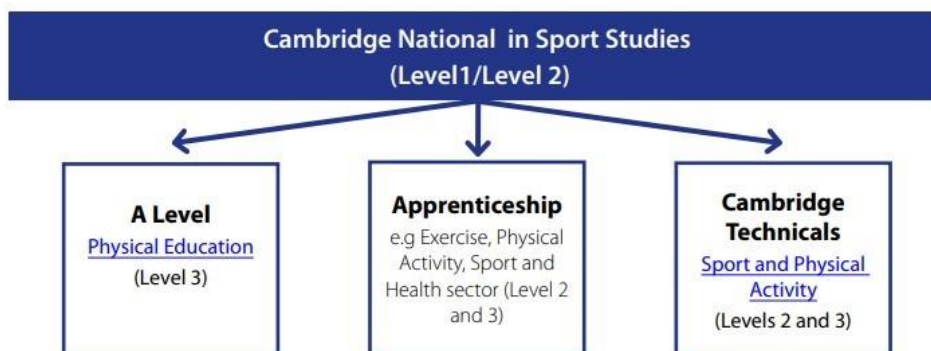 Cambridge National in Sport Studies
(Level1/Level 2)
A Level
Physical Education
(Level 3)
Apprenticeship
e.g Exercise, Physical
Activity, Sport and
Health sector (Level 2
and 3)
Cambridge
Technicals
Sport and Physical
Activity
(Levels 2 and 3)